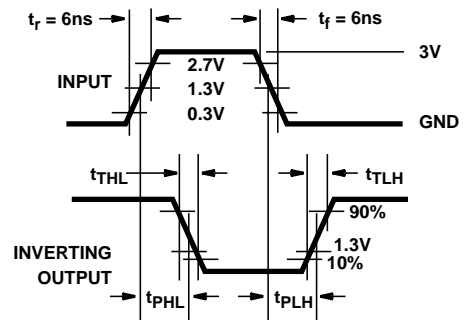 tr = 6ns
tf = 6ns
INPUT
2.7V
1.3V
0.3V
3V
GND
tTHL
tTLH
90%
1.3V
10%
INVERTING
OUTPUT
tPHL
tPLH